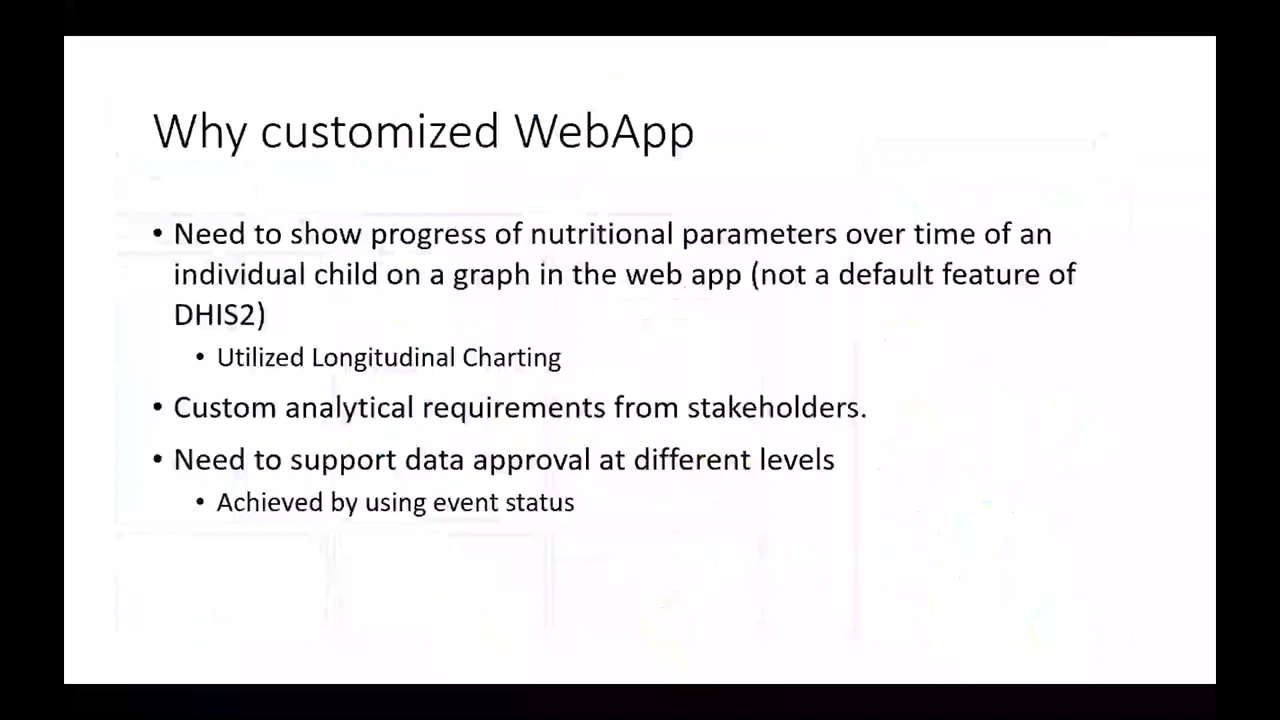 Why customized WebApp
• Need to show progress of nutritional parameters over time of an
individual child on a graph in the web app (not a default feature of
DHIS2)
• Utilized Longitudinal Charting
• Custom analytical requirements from stakeholders.
• Need to support data approval at different levels
• Achieved by using event status